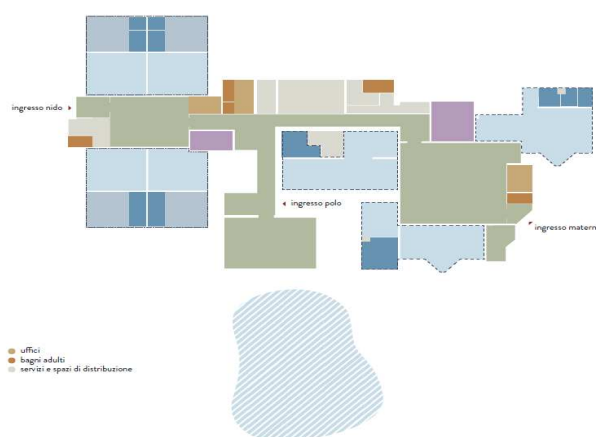 ingresso nido
ingresso polo
ingresso matern
uffici
bagni adulti
servizi e spazi di distribuzione